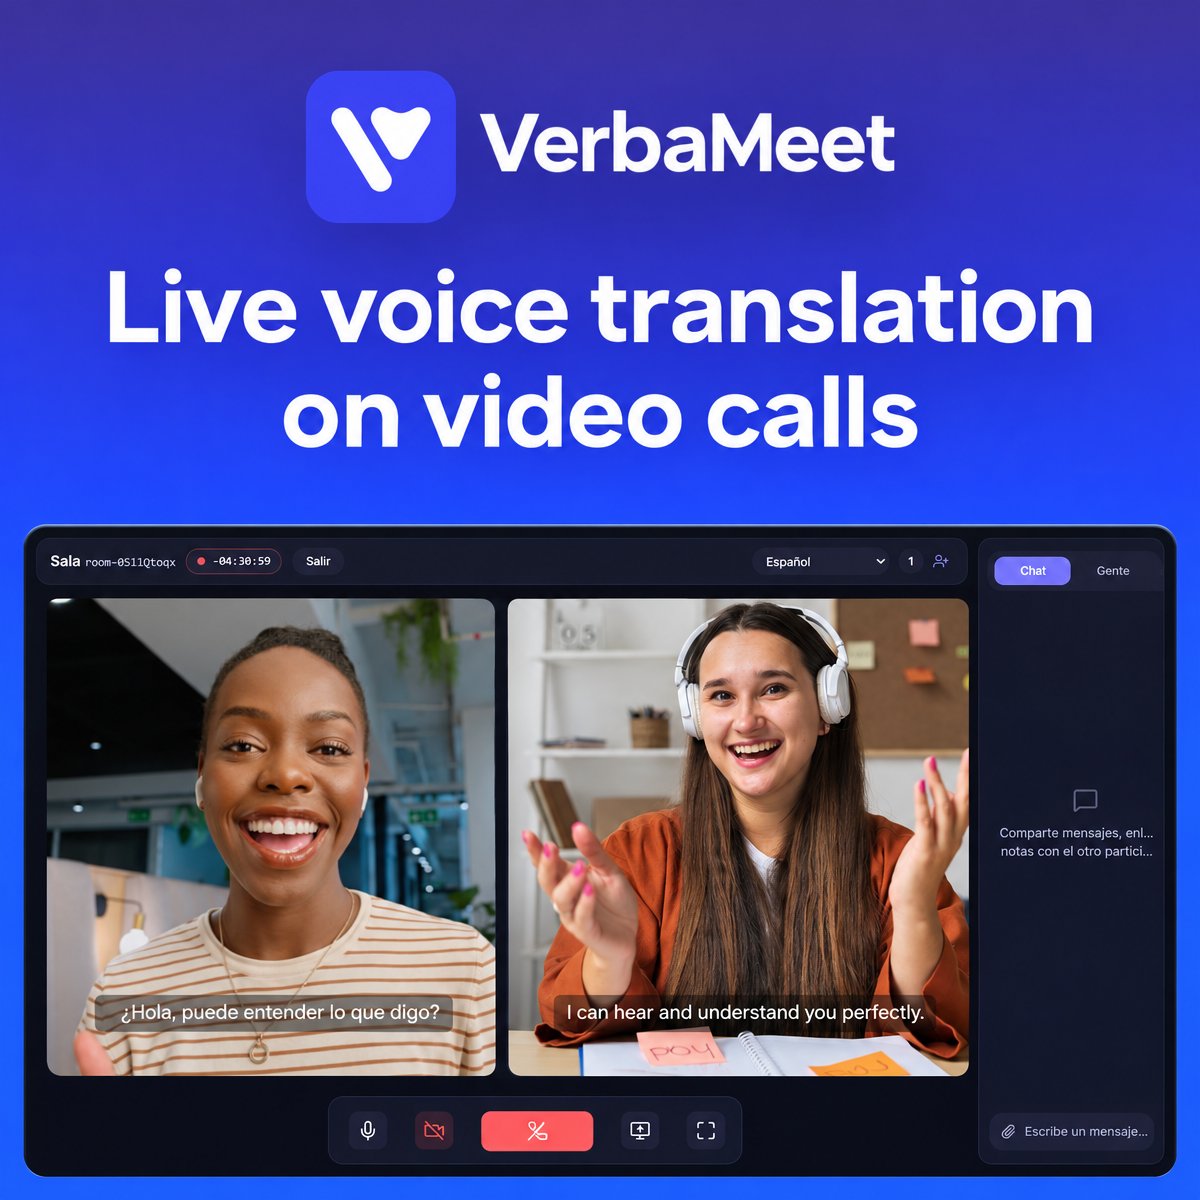 VerbaMeet
Live voice translation
on video calls
Sala room-0S11Qtoqx -04:30:59 Salir Español 1
Chat Gente
¿Hola, puede entender lo que digo?
I can hear and understand you perfectly.
Comparte mensajes, enl...
notas con el otro partici...
Escribe un mensaje...